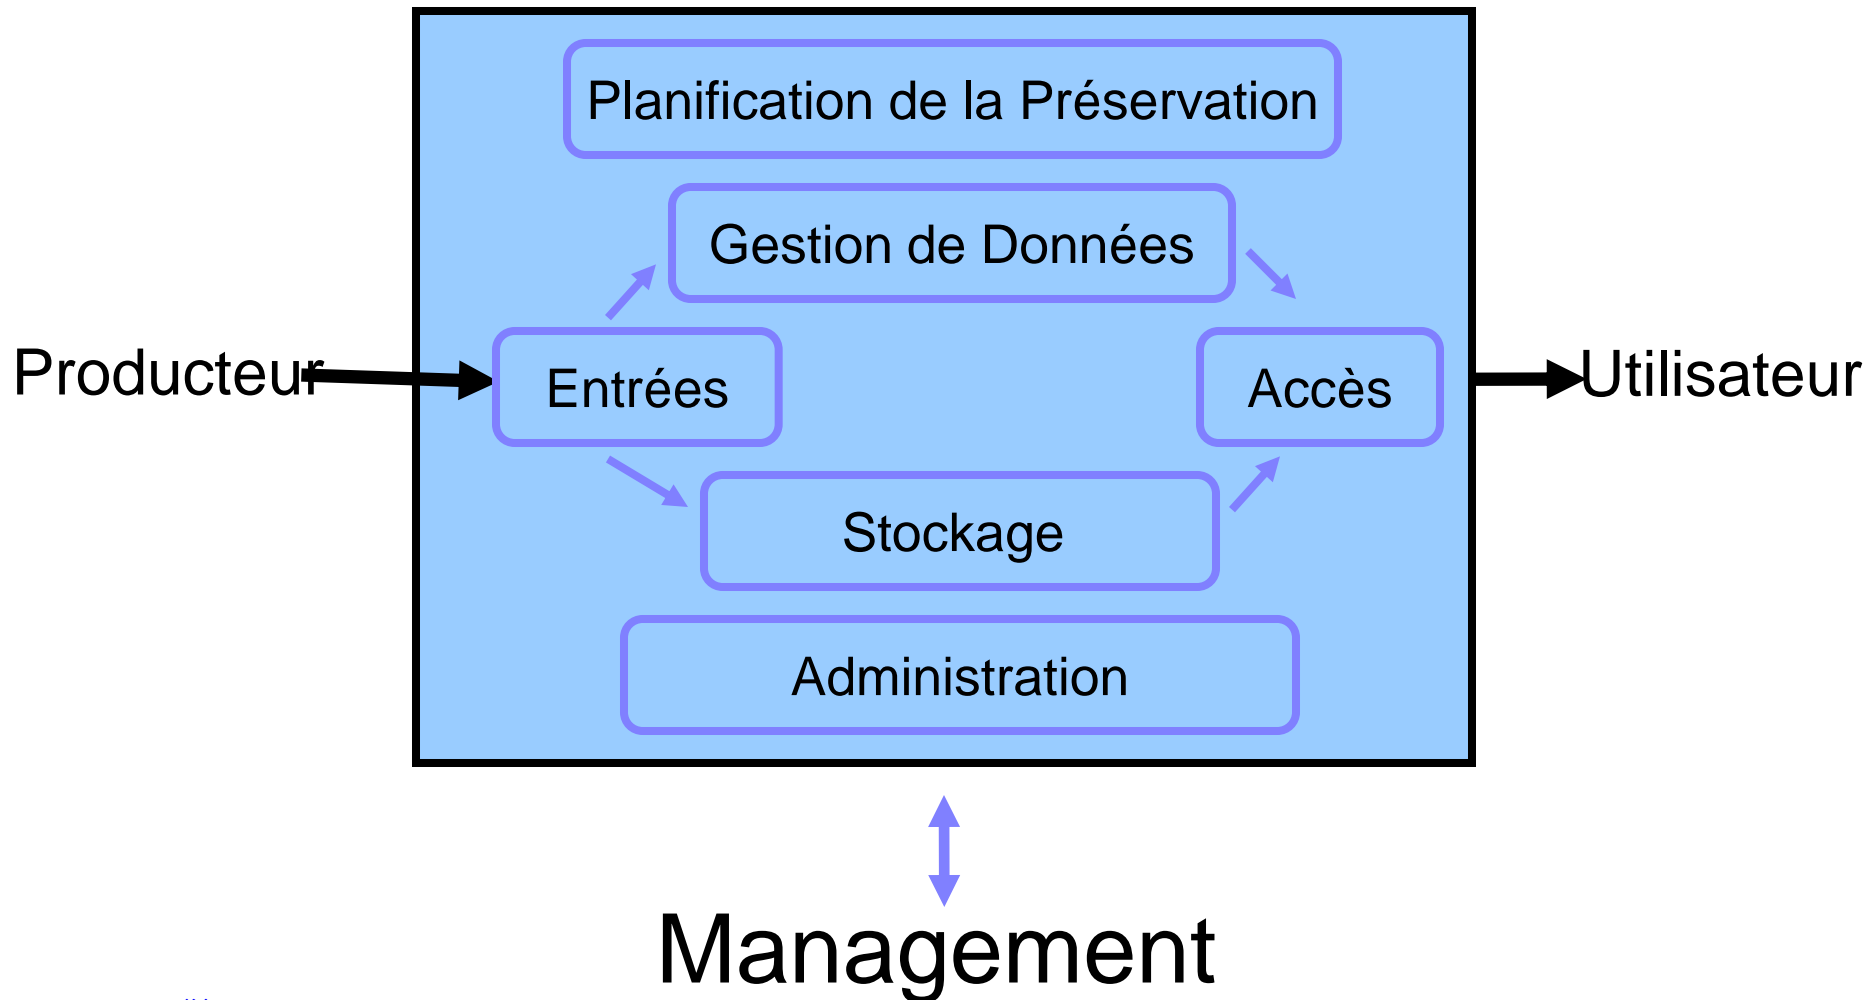 Planification de la Préservation
Gestion de Données
Producteur
Entrées
Accès
Utilisateur
Stockage
Administration
Management